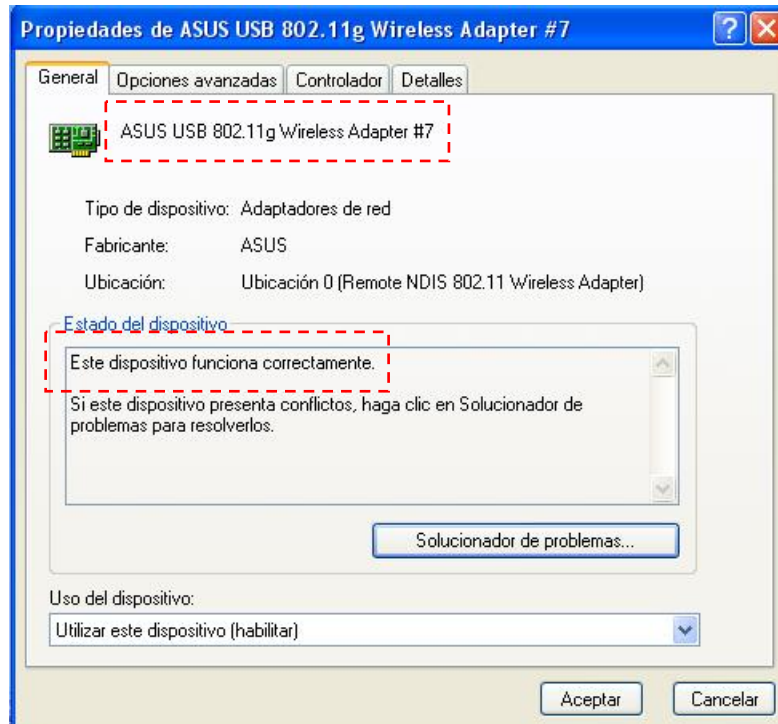 Propiedades de ASUS USB 802.11g Wireless Adapter #7
General Opciones avanzadas Controlador Detalles
ASUS USB 802.11g Wireless Adapter #7
Tipo de dispositivo: Adaptadores de red
Fabricante: ASUS
Ubicación: Ubicación 0 (Remote NDIS 802.11 Wireless Adapter)
Estado del dispositivo
Este dispositivo funciona correctamente.
Si este dispositivo presenta conflictos, haga clic en Solucionador de
problemas para resolverlos.
Solucionador de problemas...
Uso del dispositivo:
Utilizar este dispositivo (habilitar)
Aceptar Cancelar